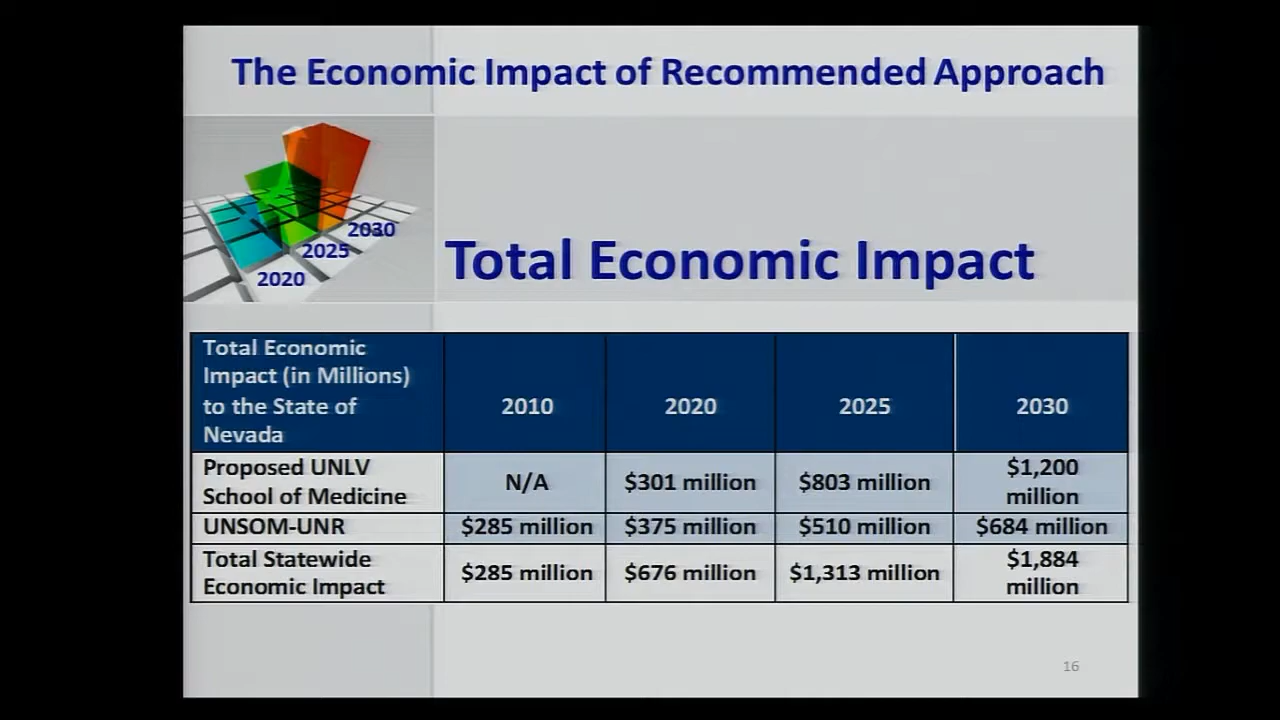 The Economic Impact of Recommended Approach
2030
2025
2020
Total Economic Impact
Total Economic
Impact (in Millions)
to the State of
Nevada
2010
2020
2025
2030
Proposed UNLV
School of Medicine
N/A
$301 million
$803 million
$1,200
million
UNSOM-UNR
$285 million
$375 million
$510 million
$684 million
Total Statewide
Economic Impact
$285 million
$676 million
$1,313 million
$1,884
million
16